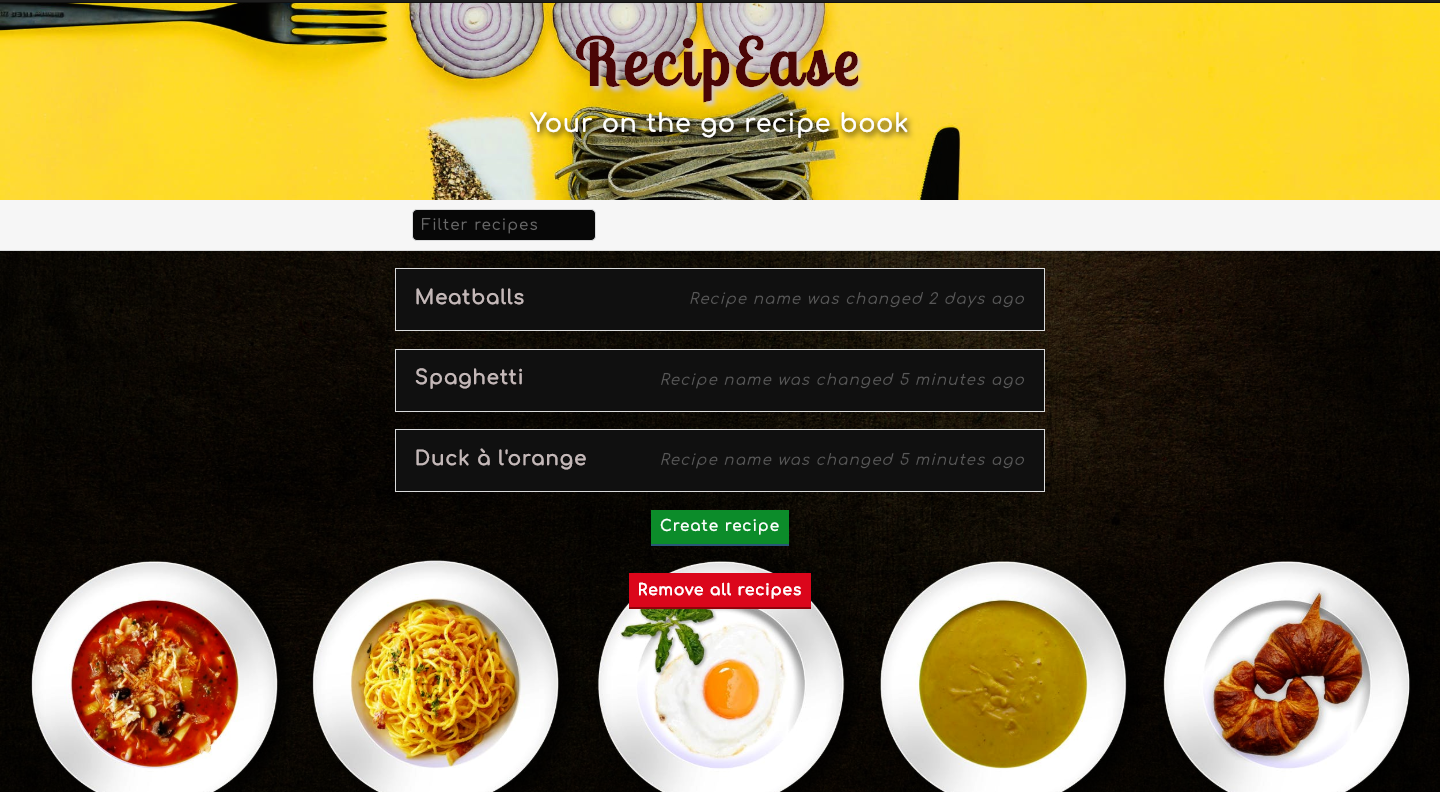 RecipEase
Your on the go recipe book
Filter recipes
Meatballs
Recipe name was changed 2 days ago
Spaghetti
Recipe name was changed 5 minutes ago
Duck à l'orange
Recipe name was changed 5 minutes ago
Create recipe
Remove all recipes